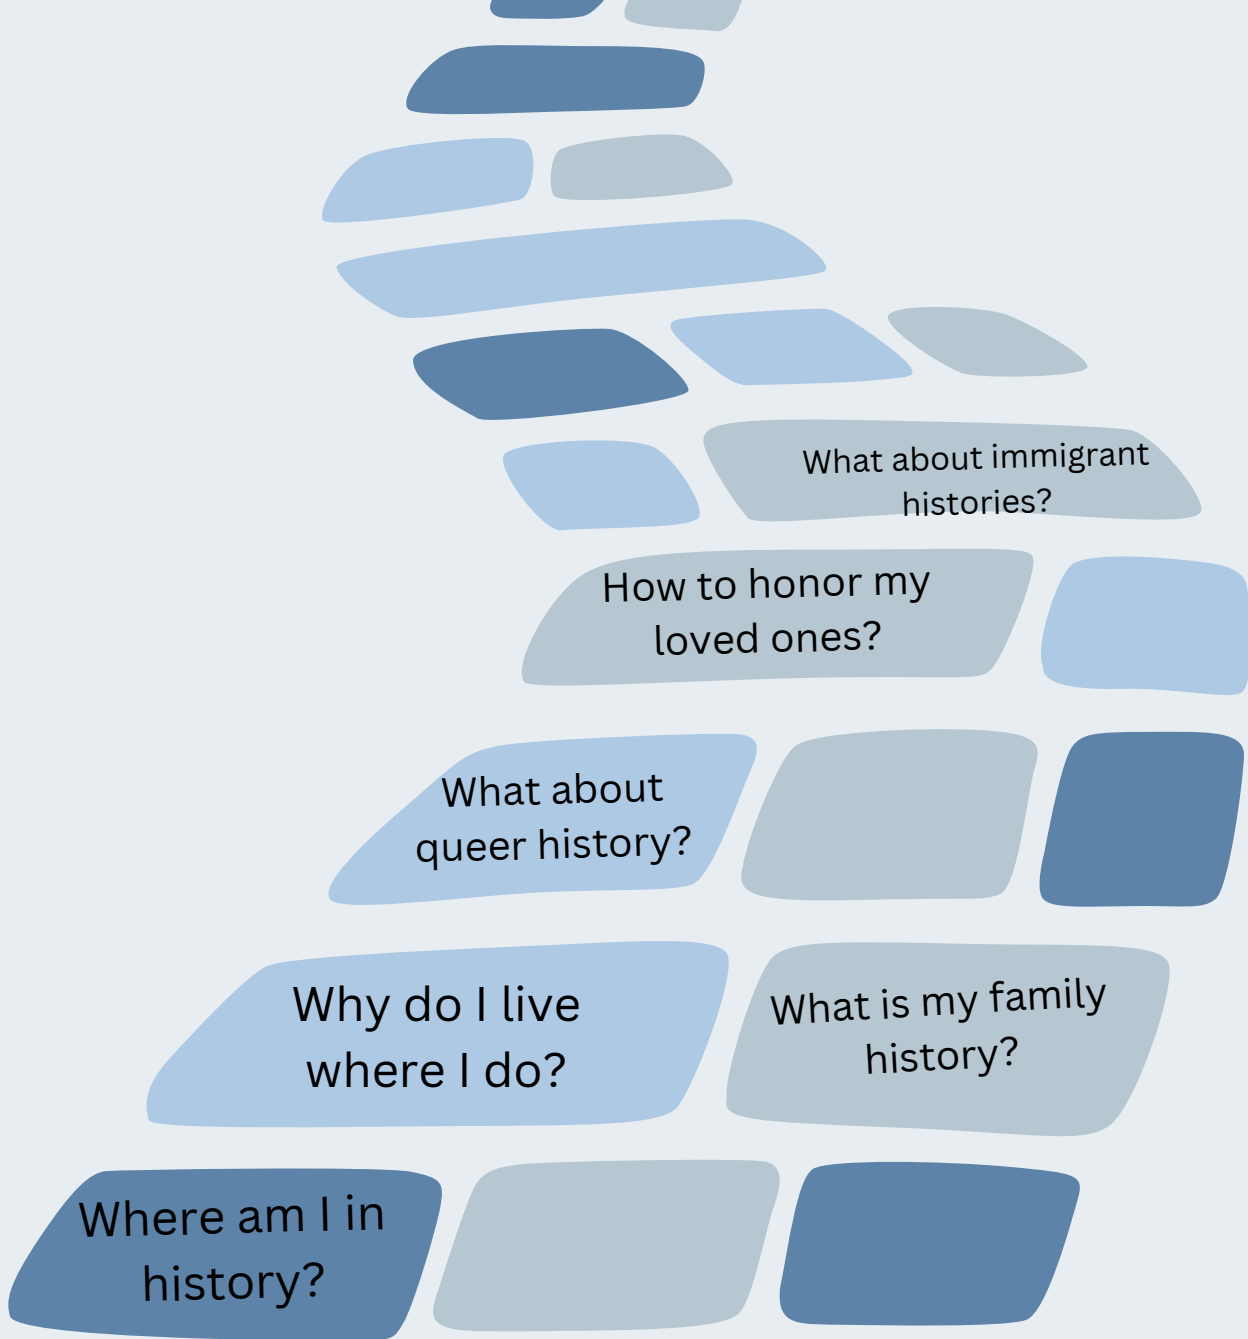 What about immigrant
histories?
How to honor my
loved ones?
What about
queer history?
Why do I live
where I do?
What is my family
history?
Where am I in
history?